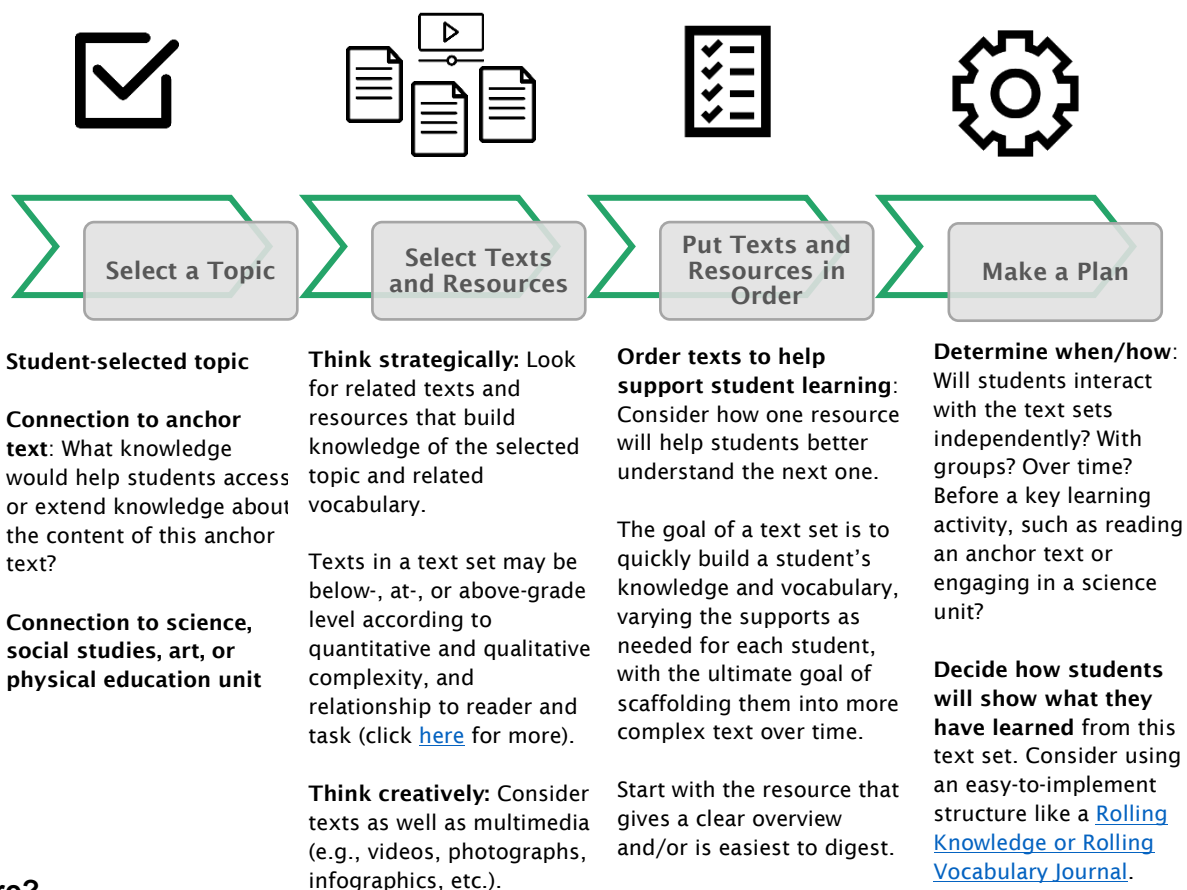 Select a Topic
Select Texts
and Resources
Put Texts and
Resources in
Order
Make a Plan
Student-selected topic
Connection to anchor
text: What knowledge
would help students access
or extend knowledge about
the content of this anchor
text?
Connection to science,
social studies, art, or
physical education unit
Think strategically: Look
for related texts and
resources that build
knowledge of the selected
topic and related
vocabulary.
Texts in a text set may be
below-, at-, or above-grade
level according to
quantitative and qualitative
complexity, and
relationship to reader and
task (click here for more).
Think creatively: Consider
texts as well as multimedia
(e.g., videos, photographs,
infographics, etc.).
Order texts to help
support student learning:
Consider how one resource
will help students better
understand the next one.
The goal of a text set is to
quickly build a student’s
knowledge and vocabulary,
varying the supports as
needed for each student,
with the ultimate goal of
scaffolding them into more
complex text over time.
Start with the resource that
gives a clear overview
and/or is easiest to digest.
Determine when/how:
Will students interact
with the text sets
independently? With
groups? Over time?
Before a key learning
activity, such as reading
an anchor text or
engaging in a science
unit?
Decide how students
will show what they
have learned from this
text set. Consider using
an easy-to-implement
structure like a Rolling
Knowledge or Rolling
Vocabulary Journal.